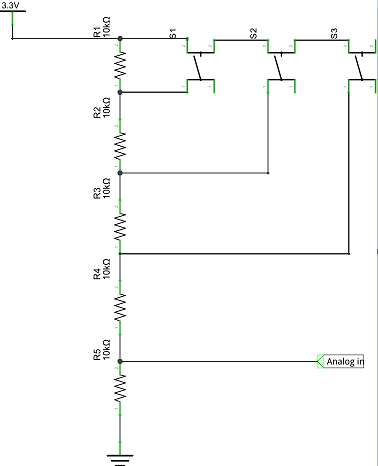 3.3V
R1
10kΩ
S1
S2
S3
R2
10kΩ
R3
10kΩ
R4
10kΩ
R5
10kΩ
Analog in